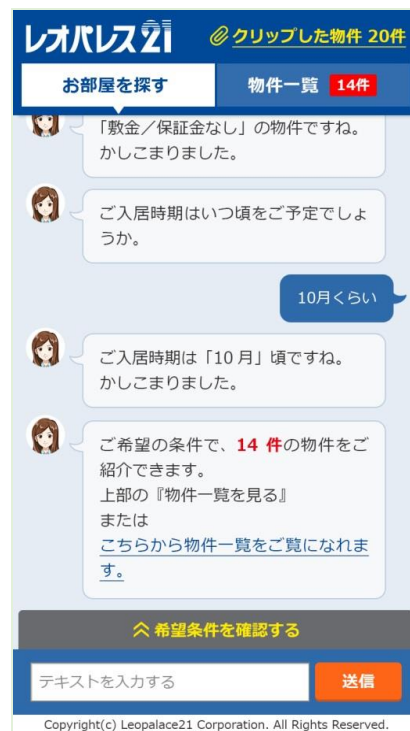 レオパレス21
クリップした物件 20件
お部屋を探す
物件一覧 14件
「敷金／保証金なし」の物件ですね。
かしこまりました。
ご入居時期はいつ頃をご予定でしょ
うか。
10月くらい
ご入居時期は「10 月」頃ですね。
かしこまりました。
ご希望の条件で、14 件の物件をご
紹介できます。
上部の『物件一覧を見る』
または
こちらから物件一覧をご覧になれま
す。
希望条件を確認する
テキストを入力する
送信
Copyright(c) Leopalace21 Corporation. All Rights Reserved.